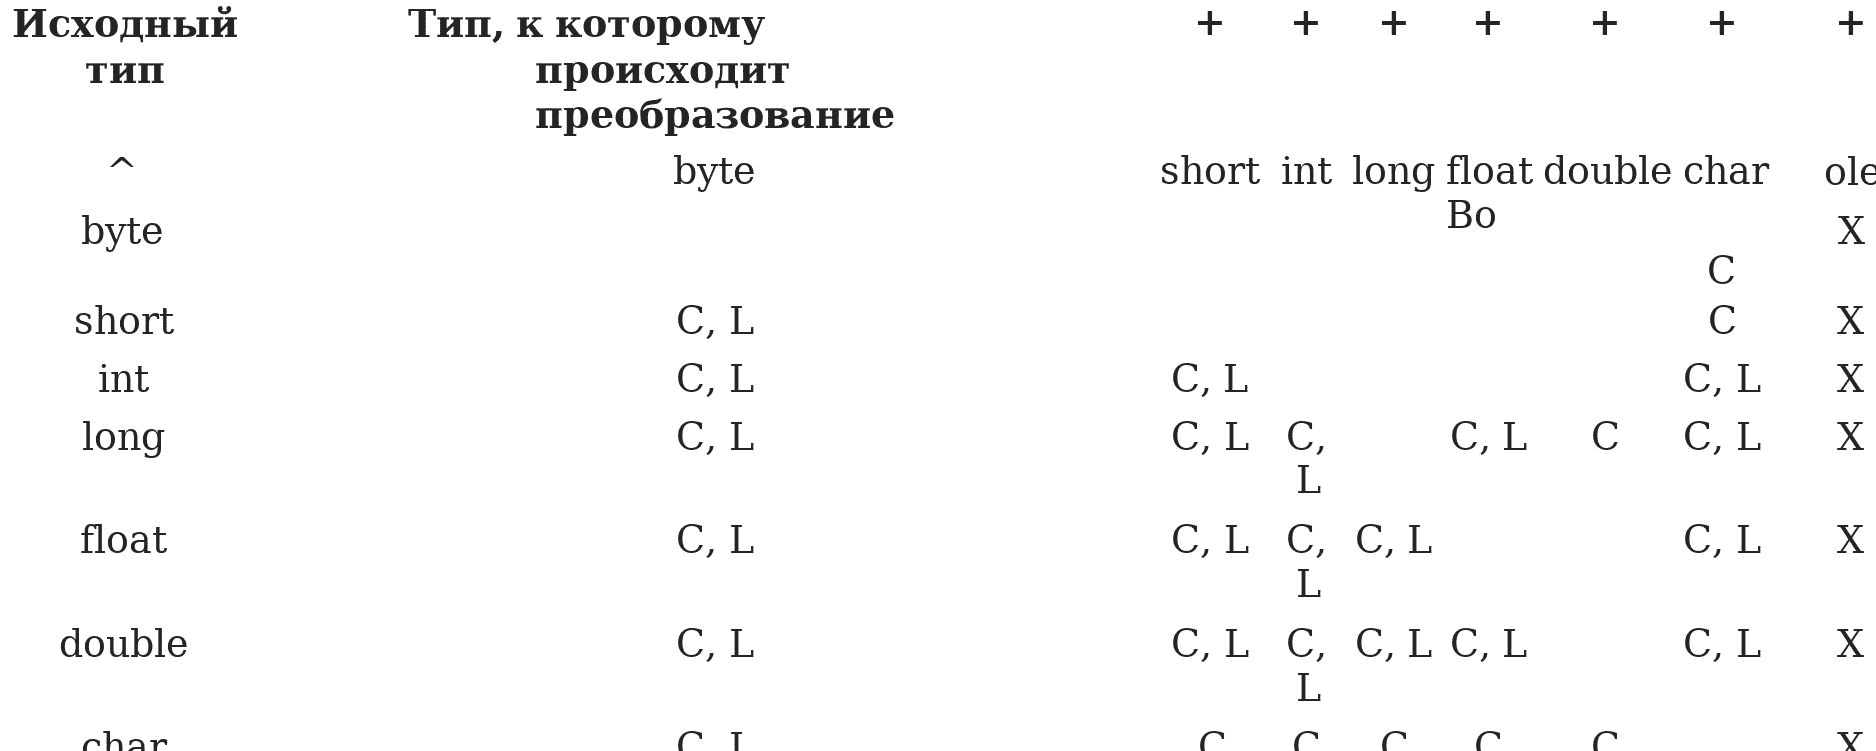 Исходный Тип, к которому + + + + + + +
тип происходит
преобразование
^ byte short int long float double char ole
Bo
byte X
C
short C, L C X
int C, L C, L C, L X
long C, L C, L C, C, L C C, L X
L
float C, L C, L C, C, L C, L X
L
double C, L C, L C, C, L C, L C, L X
L
char C, L C C C C C X